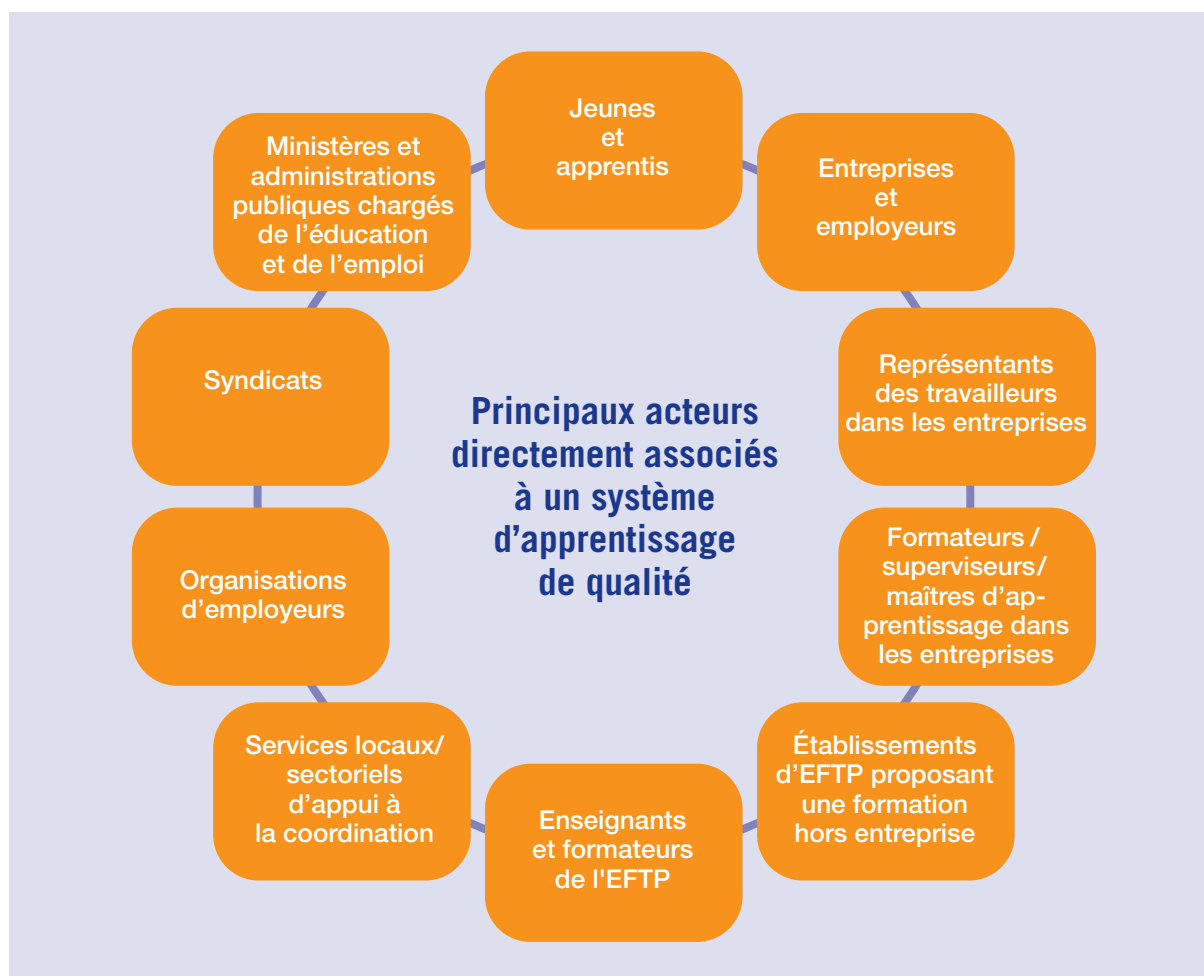 Jeunes
et
apprentis
Entreprises
et
employeurs
Représentants
des travailleurs
dans les entreprises
Formateurs /
superviseurs/
maîtres d'ap-
prentissage dans
les entreprises
Établissements
d'EFTP proposant
une formation
hors entreprise
Enseignants
et formateurs
de l'EFTP
Services locaux/
sectoriels
d'appui à
la coordination
Organisations
d'employeurs
Syndicats
Ministères et
administrations
publiques chargés
de l'éducation
et de l'emploi
Principaux acteurs
directement associés
à un système
d'apprentissage
de qualité